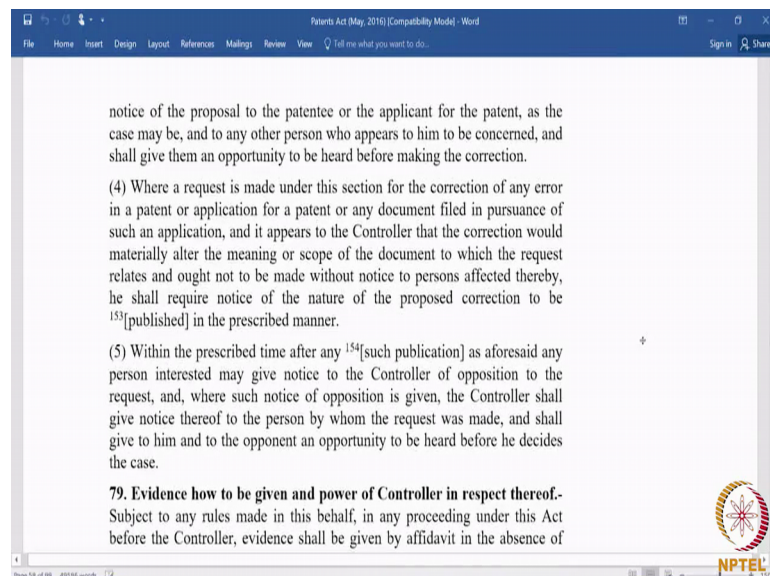 Patents Act (May, 2016) [Compatibility Mode] - Word
File Home Insert Design Layout References Mailings Review View Tell me what you want to do... Sign in Share
notice of the proposal to the patentee or the applicant for the patent, as the
case may be, and to any other person who appears to him to be concerned, and
shall give them an opportunity to be heard before making the correction.
(4) Where a request is made under this section for the correction of any error
in a patent or application for a patent or any document filed in pursuance of
such an application, and it appears to the Controller that the correction would
materially alter the meaning or scope of the document to which the request
relates and ought not to be made without notice to persons affected thereby,
he shall require notice of the nature of the proposed correction to be
153[published] in the prescribed manner.
(5) Within the prescribed time after any 154[such publication] as aforesaid any
person interested may give notice to the Controller of opposition to the
request, and, where such notice of opposition is given, the Controller shall
give notice thereof to the person by whom the request was made, and shall
give to him and to the opponent an opportunity to be heard before he decides
the case.
79. Evidence how to be given and power of Controller in respect thereof.-
Subject to any rules made in this behalf, in any proceeding under this Act
before the Controller, evidence shall be given by affidavit in the absence of
NPTEL